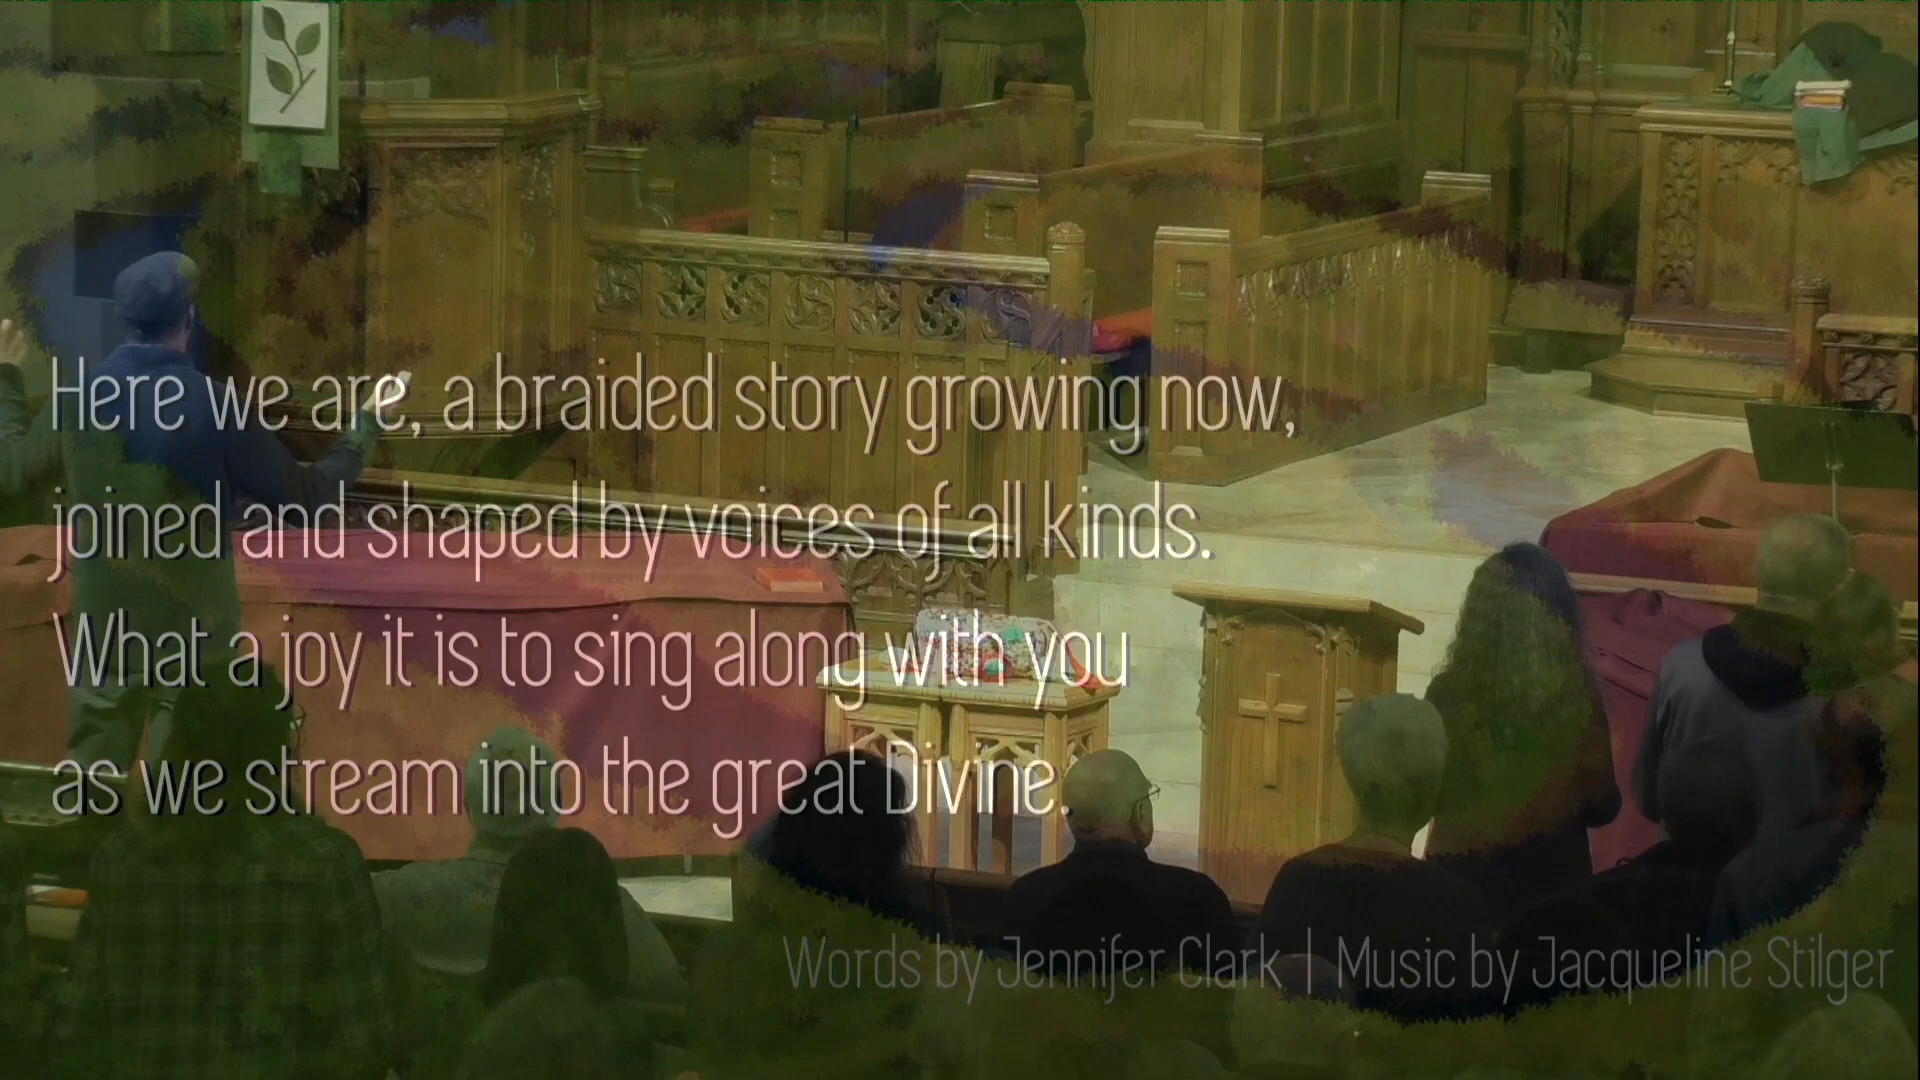 Here we are, a braided story growing now,
joined and shaped by voices of all kinds.
What a joy it is to sing along with you
as we stream into the great Divine.
Words by Jennifer Clark | Music by Jacqueline Stilger